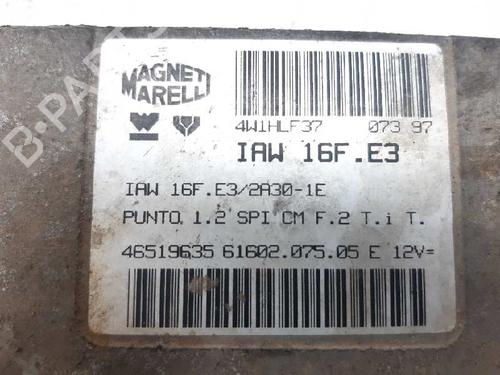 MAGNETI
MARELLI
4W1HLF37 073 97
IAW 16F.E3
IAW 16F.E3/2A30-1E
PUNTO 1.2 SPI CM F.2 T.i T.
46519635 61602.075.05 E 12V=
B-PARTS